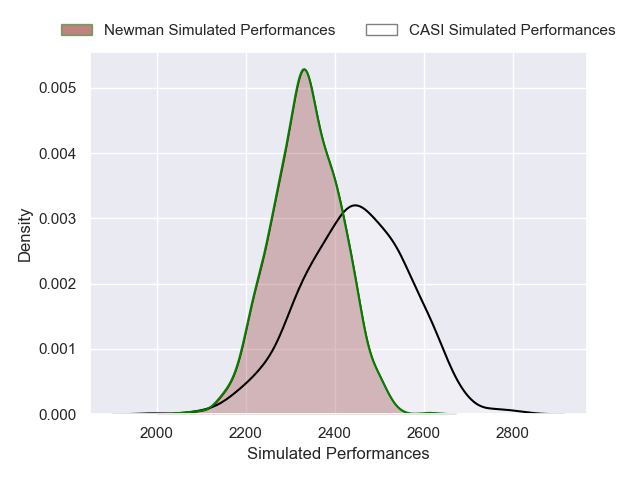 Newman Simulated Performances CASI Simulated Performances
0.005
0.004
0.003
0.002
0.001
0.000
Density
2000 2200 2400 2600 2800
Simulated Performances